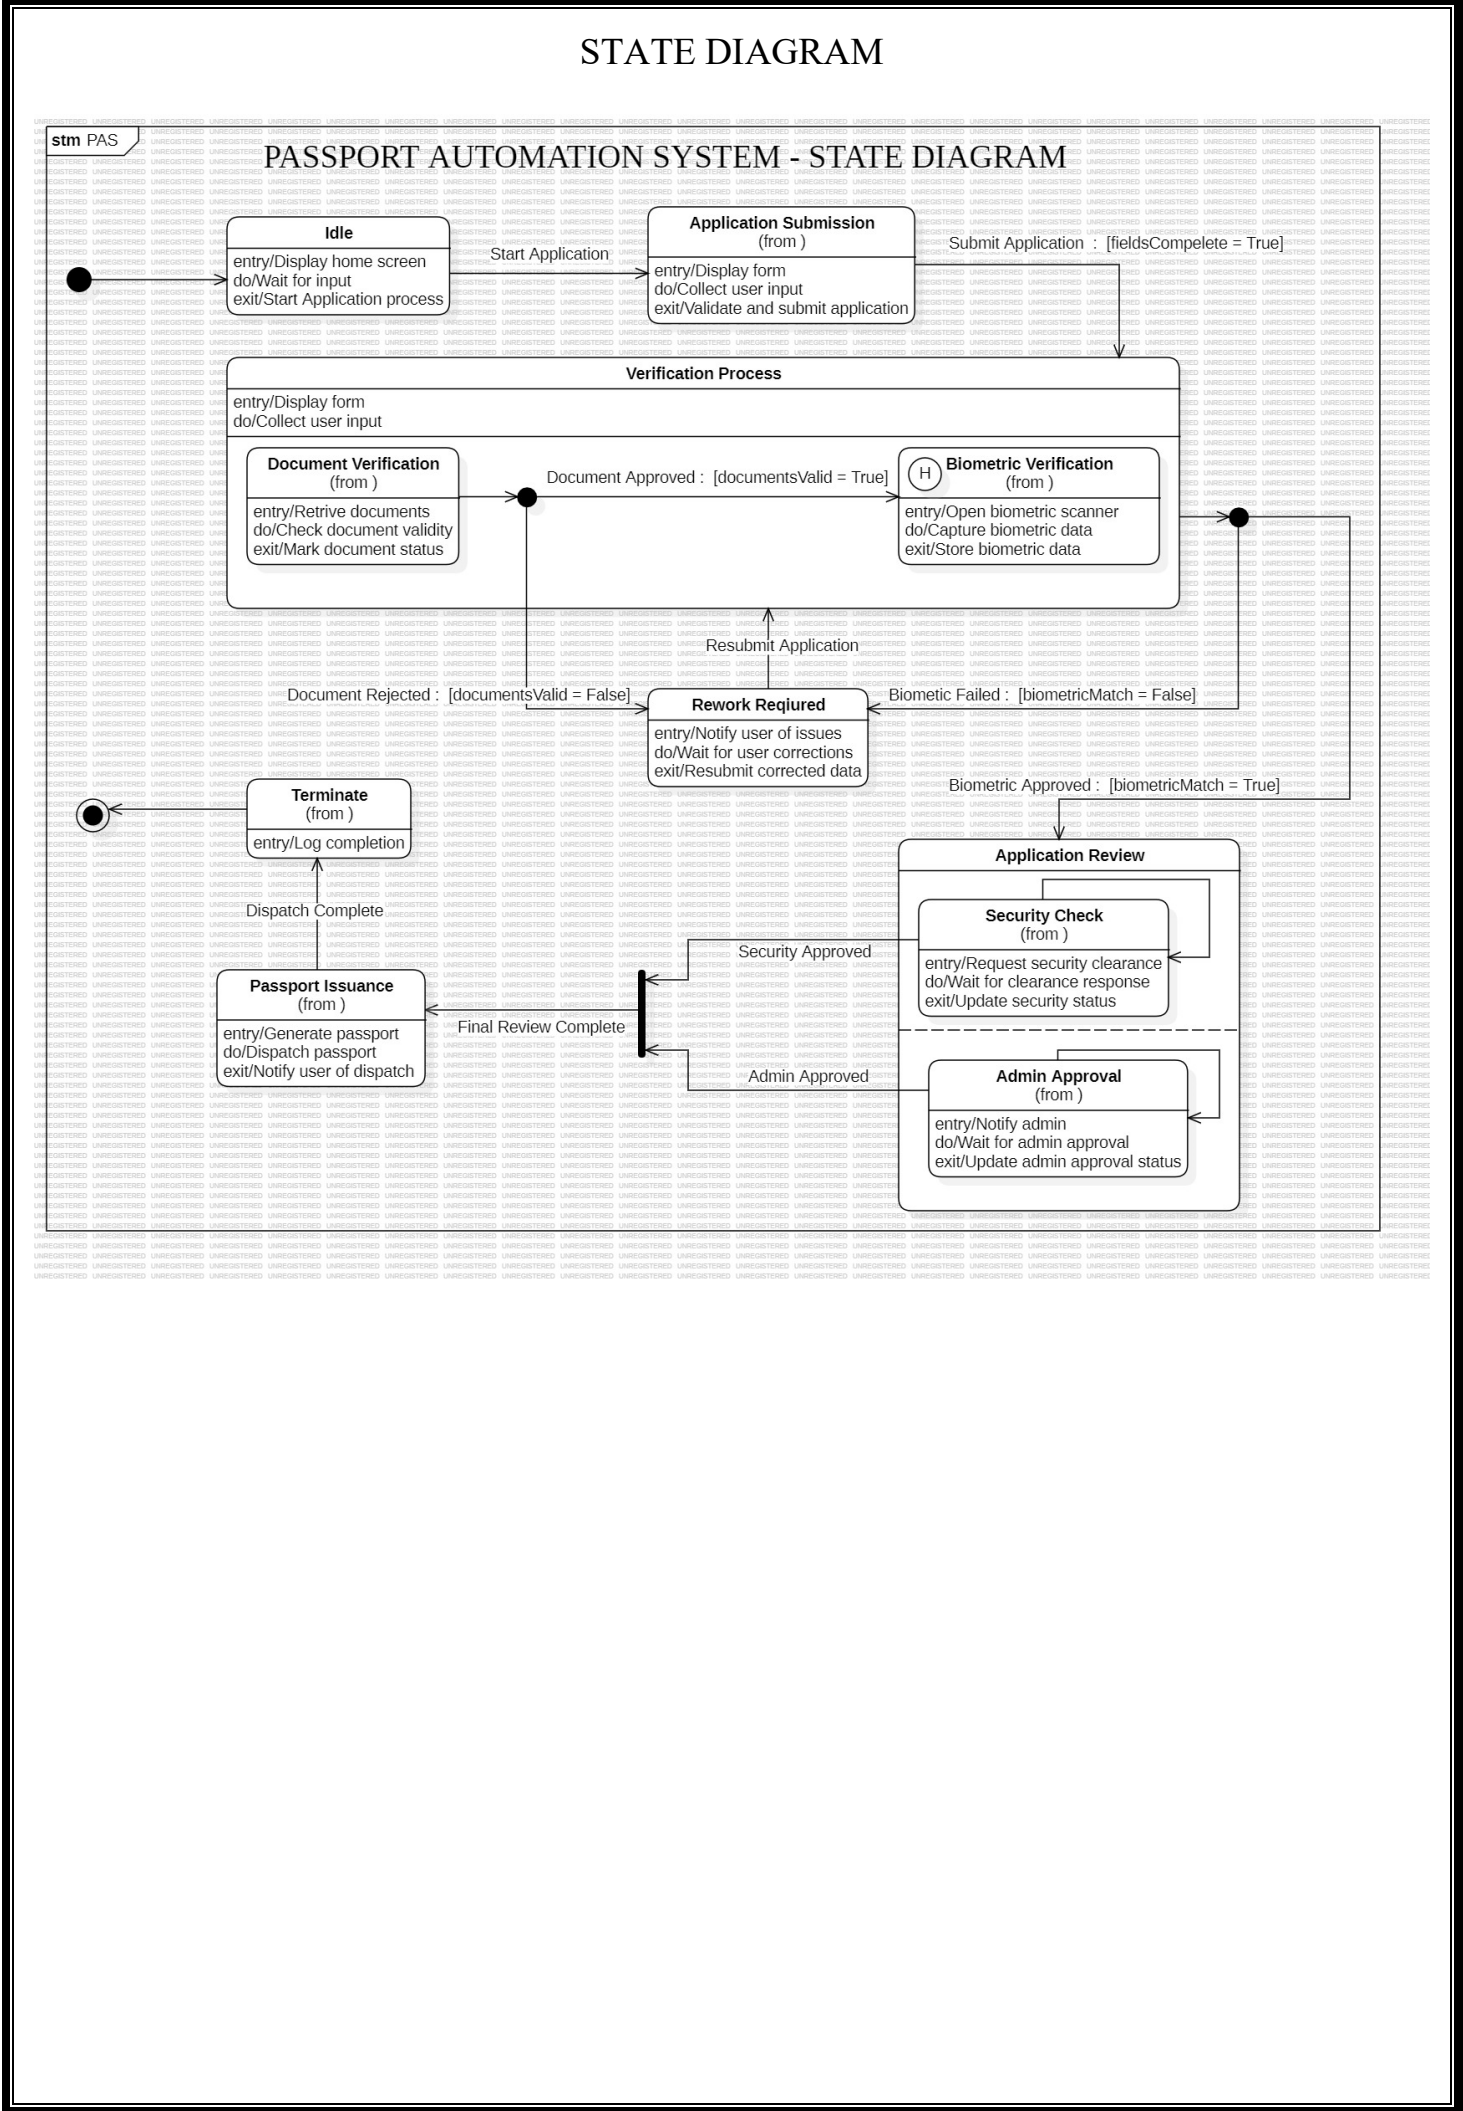 STATE DIAGRAM
stm PAS
PASSPORT AUTOMATION SYSTEM - STATE DIAGRAM
Idle
entry/Display home screen
do/Wait for input
exit/Start Application process
Start Application
Application Submission
(from )
entry/Display form
do/Collect user input
exit/Validate and submit application
Submit Application : [fieldsCompelete = True]
Verification Process
entry/Display form
do/Collect user input
Document Verification
(from )
entry/Retrive documents
do/Check document validity
exit/Mark document status
Document Approved : [documentsValid = True]
H
Biometric Verification
(from )
entry/Open biometric scanner
do/Capture biometric data
exit/Store biometric data
Resubmit Application
Document Rejected : [documentsValid = False]
Rework Reqiured
entry/Notify user of issues
do/Wait for user corrections
exit/Resubmit corrected data
Biometic Failed : [biometricMatch = False]
Biometric Approved : [biometricMatch = True]
Terminate
(from )
entry/Log completion
Dispatch Complete
Passport Issuance
(from )
entry/Generate passport
do/Dispatch passport
exit/Notify user of dispatch
Final Review Complete
Security Approved
Admin Approved
Application Review
Security Check
(from )
entry/Request security clearance
do/Wait for clearance response
exit/Update security status
Admin Approval
(from )
entry/Notify admin
do/Wait for admin approval
exit/Update admin approval status
UNREGISTERED